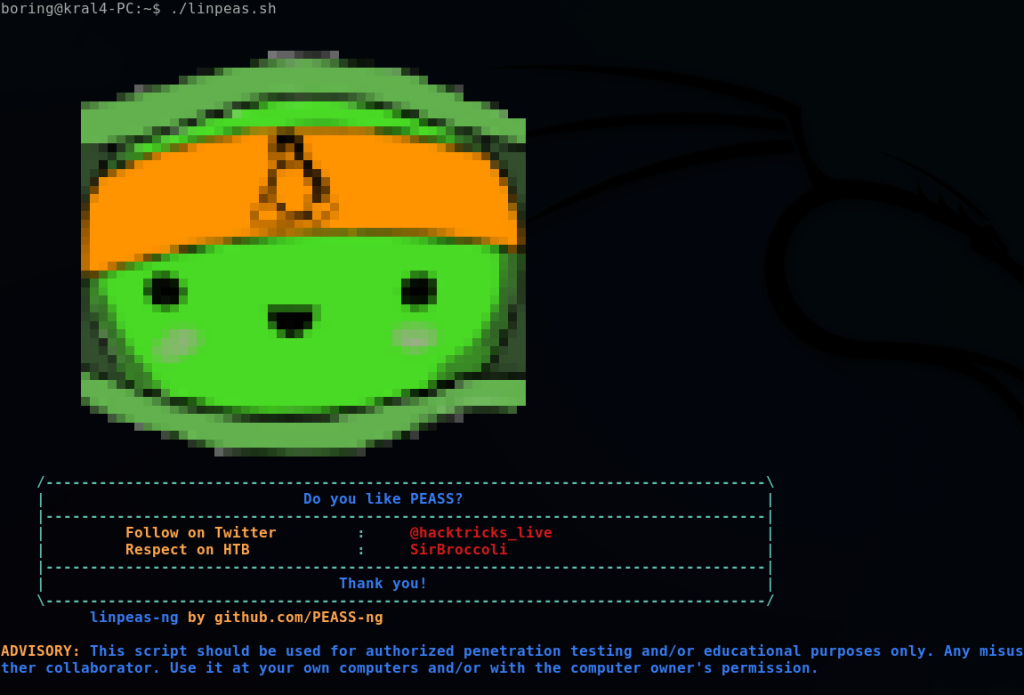 boring@kral4-PC:~$ ./linpeas.sh
Do you like PEASS?
Follow on Twitter : @hacktricks_live
Respect on HTB : SirBroccoli
Thank you!
linpeas-ng by github.com/PEASS-ng
ADVISORY: This script should be used for authorized penetration testing and/or educational purposes only. Any misus
ther collaborator. Use it at your own computers and/or with the computer owner's permission.